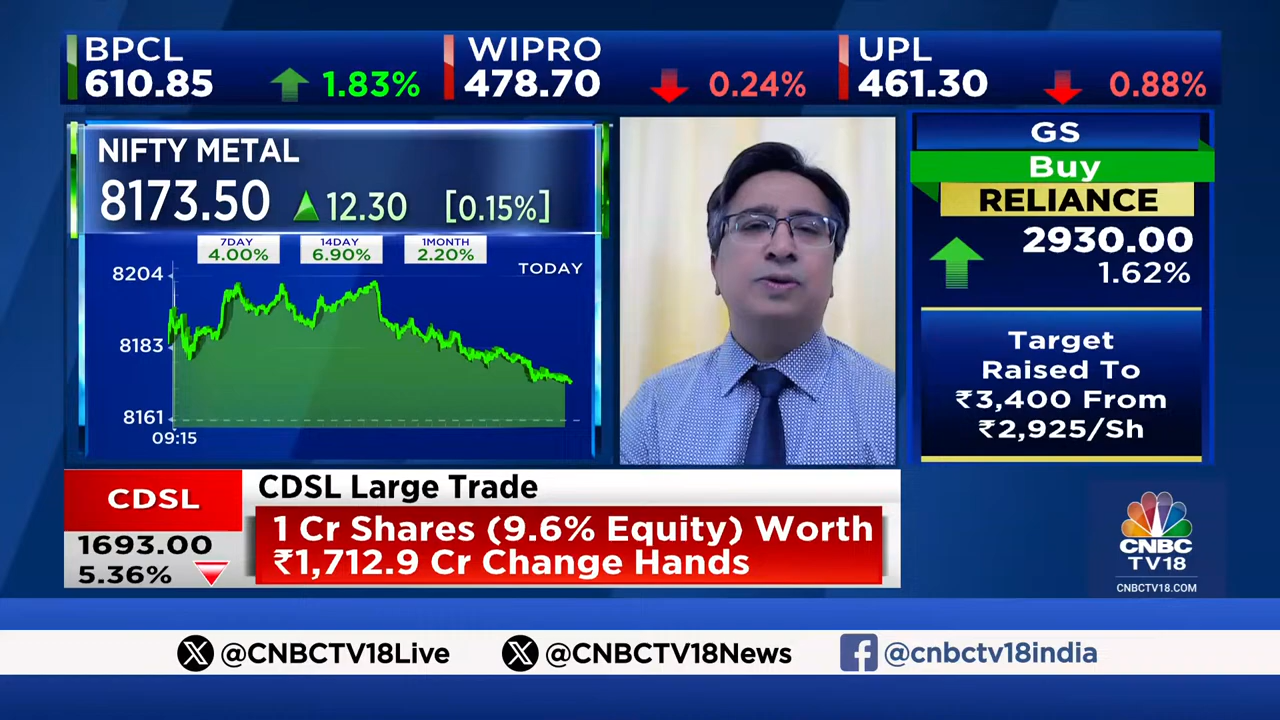 BPCL
610.85 1.83%
WIPRO
478.70 0.24%
UPL
461.30 0.88%
NIFTY METAL
8173.50 12.30 [0.15%]
7DAY
4.00%
14DAY
6.90%
1MONTH
2.20%
TODAY
8204
8183
8161
09:15
GS
Buy
RELIANCE
2930.00
1.62%
Target
Raised To
₹3,400 From
₹2,925/Sh
CDSL
1693.00
5.36%
CDSL Large Trade
1 Cr Shares (9.6% Equity) Worth
₹1,712.9 Cr Change Hands
CNBC
TV18
CNBCTV18.COM
@CNBCTV18Live
@CNBCTV18News
@cnbctv18india